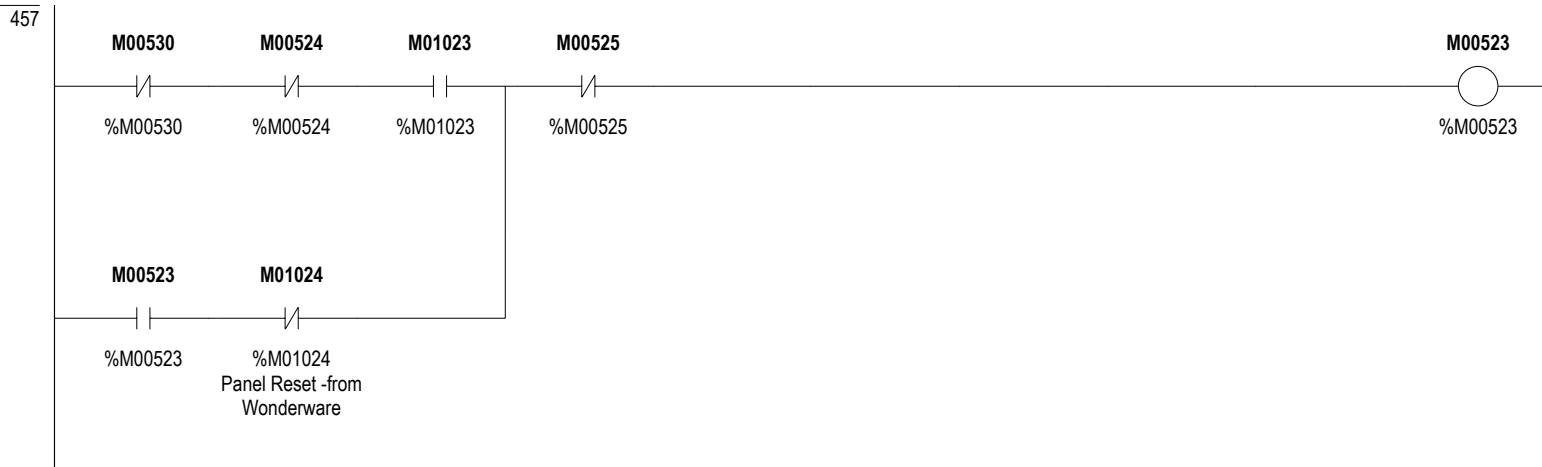 457
M00530 M00524 M01023 M00525 M00523
%M00530 %M00524 %M01023 %M00525 %M00523
M00523 M01024
%M00523 %M01024
Panel Reset -from
Wonderware